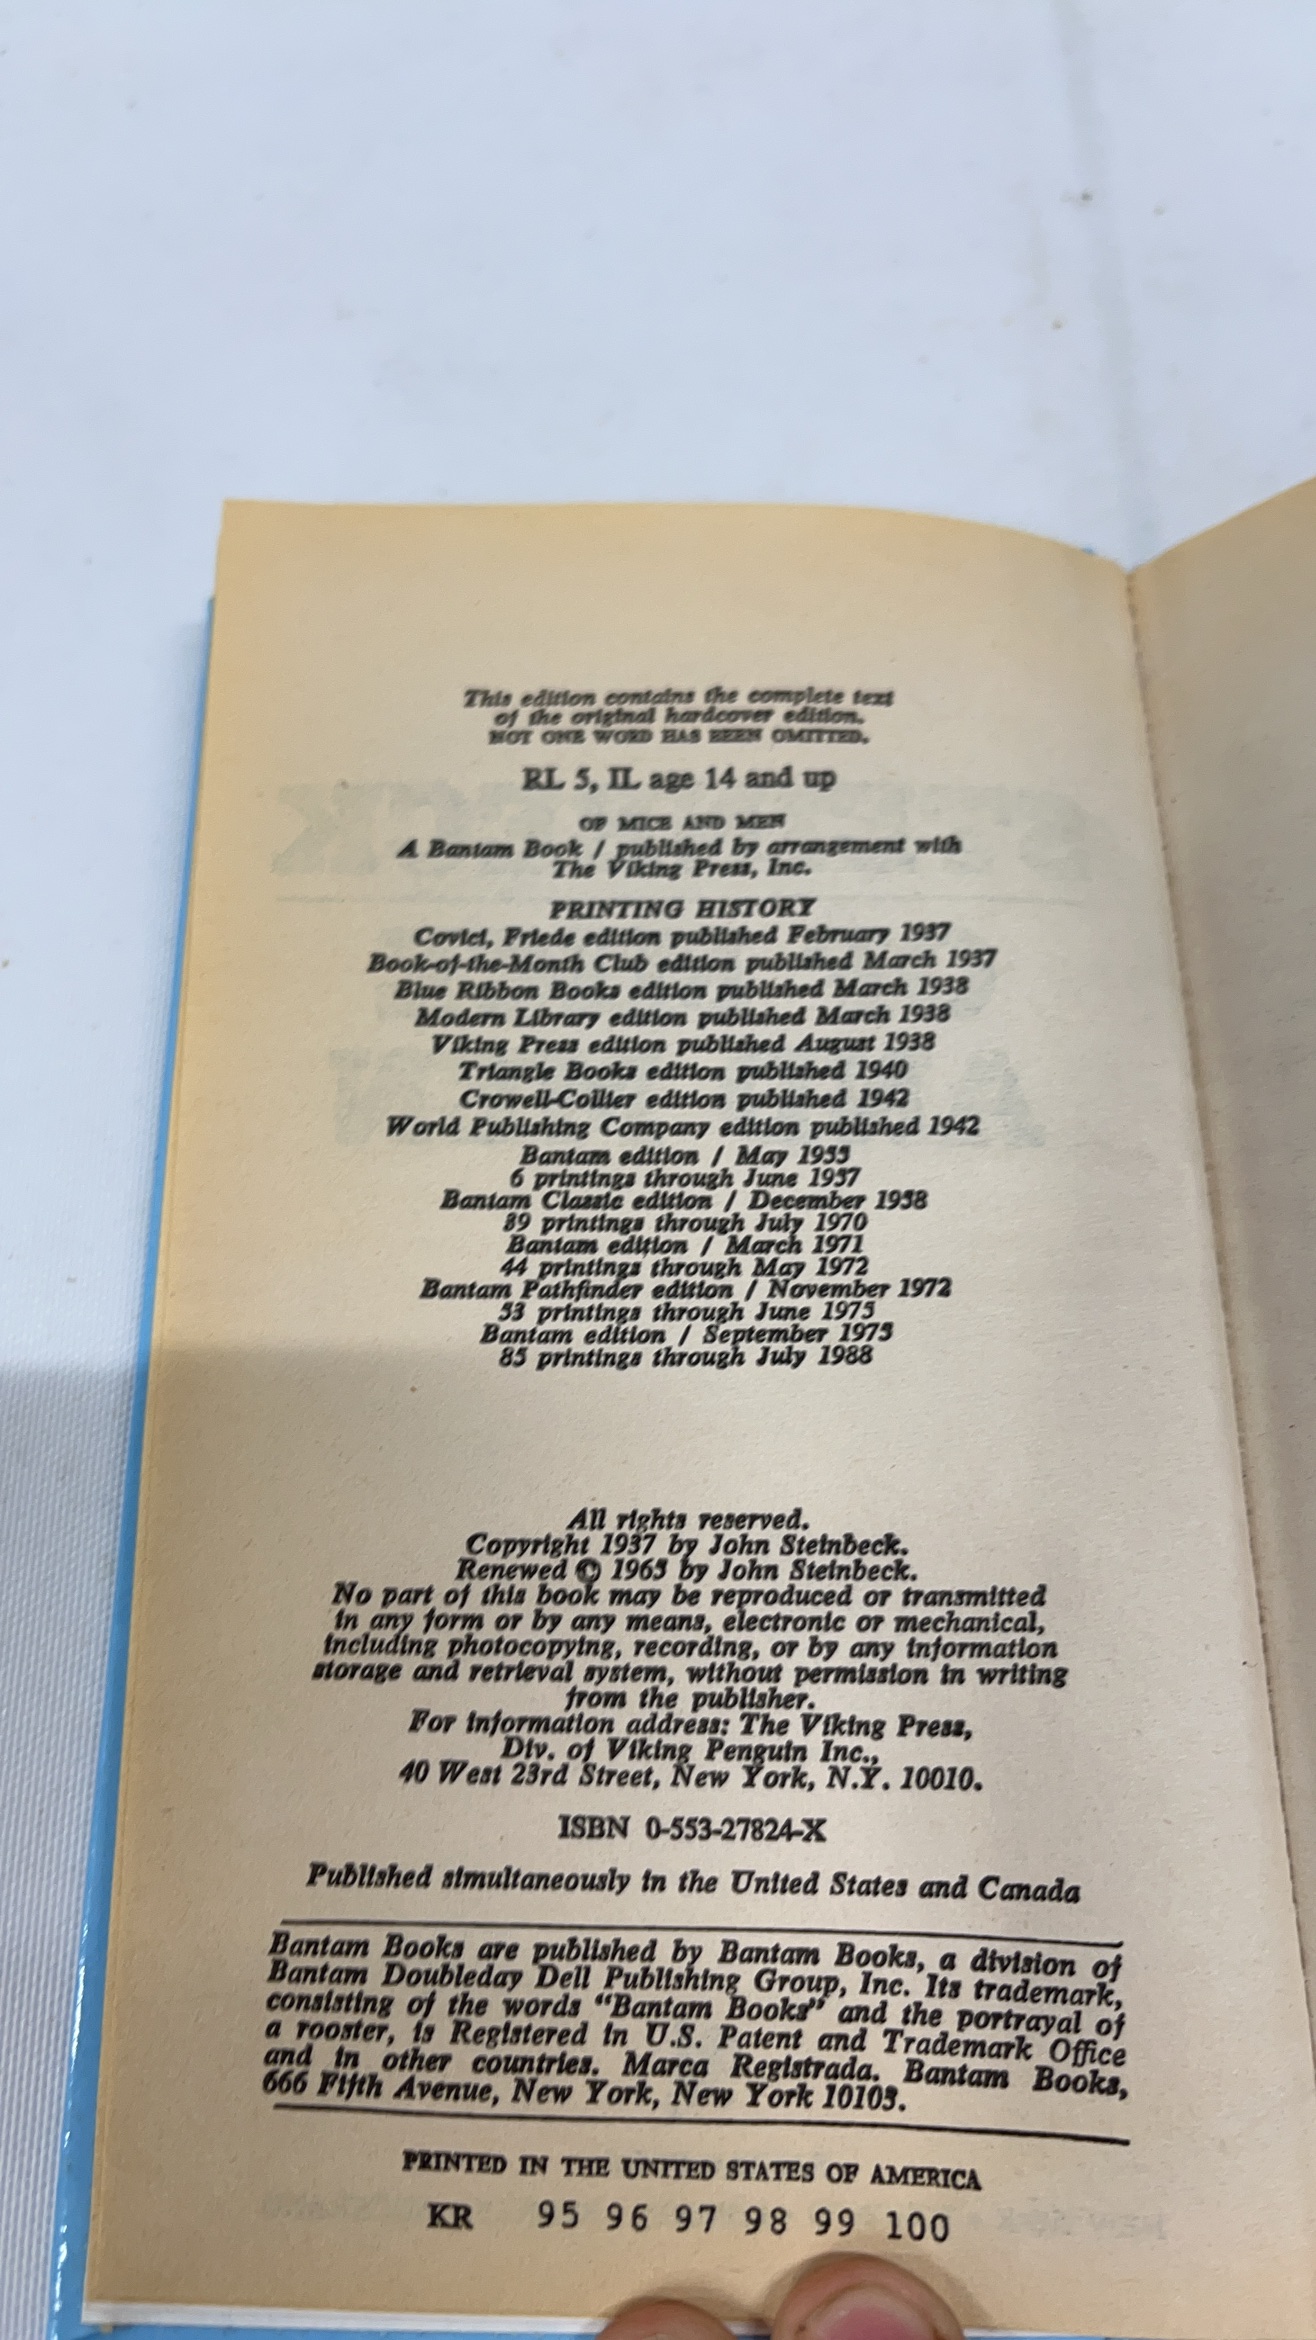 This edition contains the complete text
of the original hardcover edition.
NOT ONE WORD HAS BEEN OMITTED.
RL 5, IL age 14 and up
OF MICE AND MEN
A Bantam Book / published by arrangement with
The Viking Press, Inc.
PRINTING HISTORY
Covici, Friede edition published February 1937
Book-of-the-Month Club edition published March 1937
Blue Ribbon Books edition published March 1938
Modern Library edition published March 1938
Viking Press edition published August 1938
Triangle Books edition published 1940
Crowell-Collier edition published 1942
World Publishing Company edition published 1942
Bantam edition / May 1955
6 printings through June 1957
Bantam Classic edition / December 1958
39 printings through July 1970
Bantam edition / March 1971
44 printings through May 1972
Bantam Pathfinder edition / November 1972
53 printings through June 1975
Bantam edition / September 1975
85 printings through July 1988
All rights reserved.
Copyright 1937 by John Steinbeck.
Renewed © 1965 by John Steinbeck.
No part of this book may be reproduced or transmitted
in any form or by any means, electronic or mechanical,
including photocopying, recording, or by any information
storage and retrieval system, without permission in writing
from the publisher.
For information address: The Viking Press,
Div. of Viking Penguin Inc.,
40 West 23rd Street, New York, N.Y. 10010.
ISBN 0-553-27824-X
Published simultaneously in the United States and Canada
Bantam Books are published by Bantam Books, a division of
Bantam Doubleday Dell Publishing Group, Inc. Its trademark,
consisting of the words "Bantam Books" and the portrayal of
a rooster, is Registered in U.S. Patent and Trademark Office
and in other countries. Marca Registrada. Bantam Books,
666 Fifth Avenue, New York, New York 10103.
PRINTED IN THE UNITED STATES OF AMERICA
KR 95 96 97 98 99 100